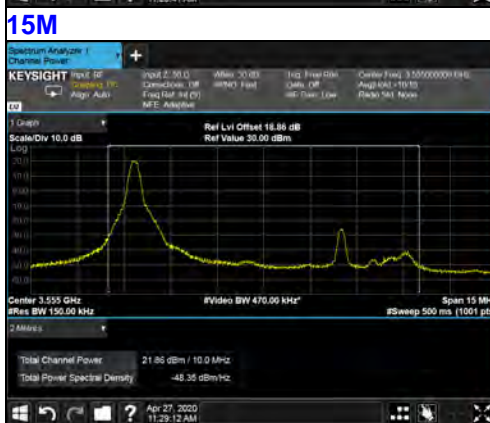 15M
Spectrum Analyzer 1
Channel Power
+
KEYSIGHT Input: RF
Align: Auto
Input Z: 50 Ω
Corrections: Off
Freq Ref: Int (S)
NFE: Adaptive
Atten: 30 dB
Trig: Free Run
Gate: Off
IF Gain: Low
Center Freq: 3.555000000 GHz
Avg|Hold:>10/10
Radio Std: None
1 Graph
Scale/Div 10.0 dB
Ref Lvl Offset 18.86 dB
Ref Value 30.00 dBm
Log
Center 3.555 GHz
#Video BW 470.00 kHz*
Span 15 MH
#Res BW 150.00 kHz
#Sweep 500 ms (1001 pts
2 Metrics
Total Channel Power
21.86 dBm / 10.0 MHz
Total Power Spectral Density
-48.35 dBm/Hz
?
Apr 27, 2020
11:29:12 AM